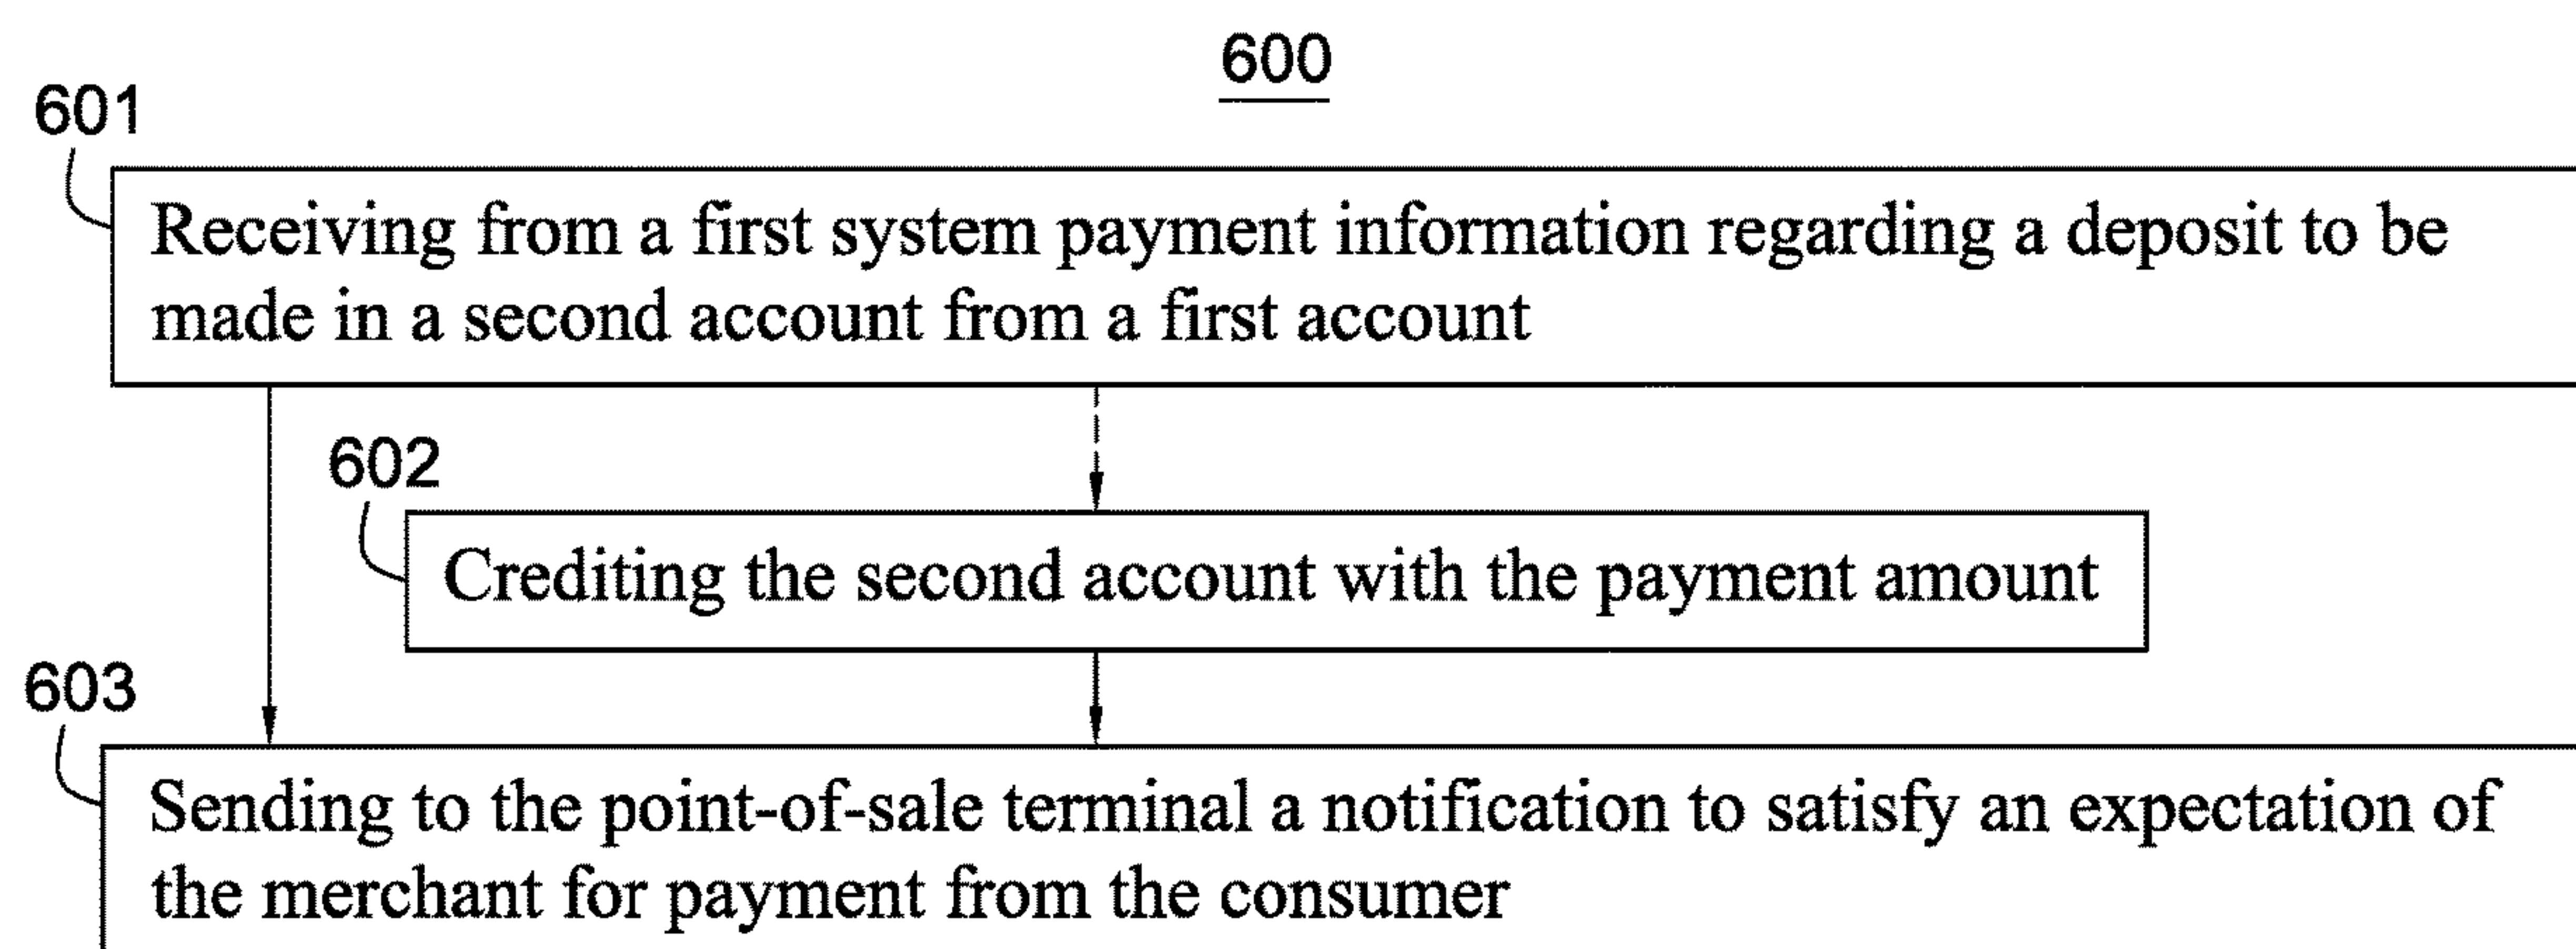 600
601
Receiving from a first system payment information regarding a deposit to be
made in a second account from a first account
602
Crediting the second account with the payment amount
603
Sending to the point-of-sale terminal a notification to satisfy an expectation of
the merchant for payment from the consumer